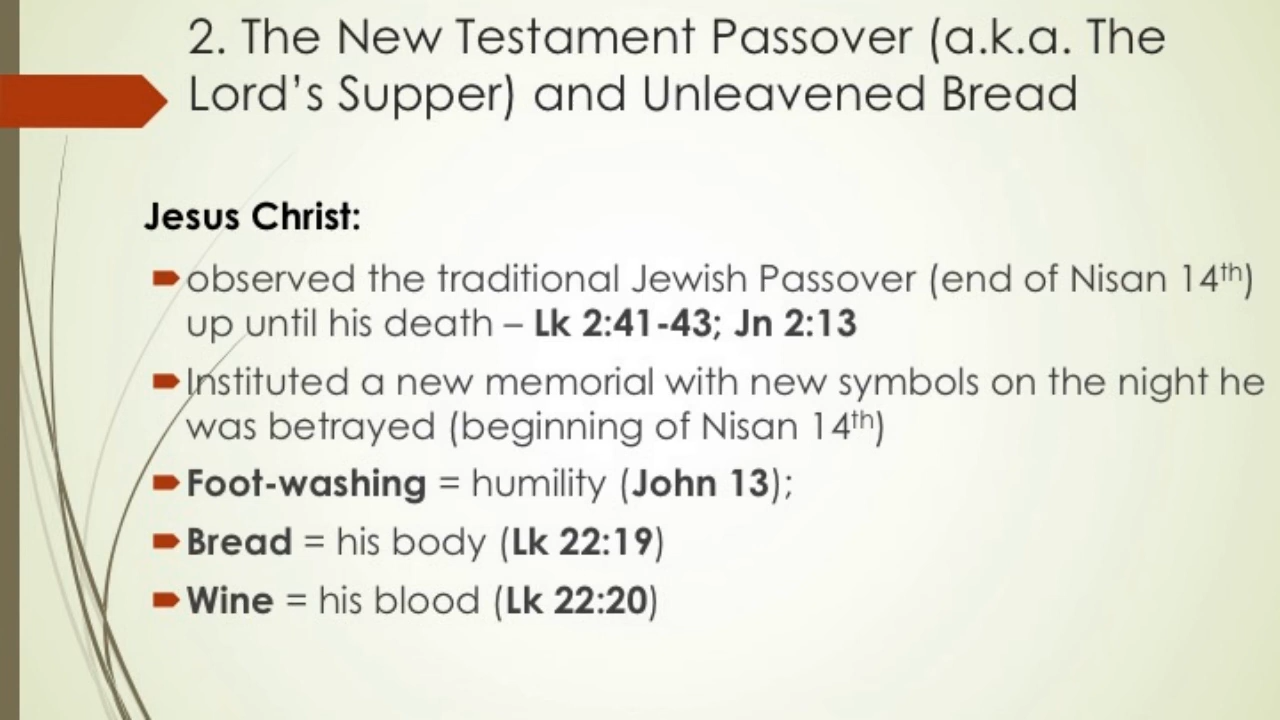 2. The New Testament Passover (a.k.a. The
Lord’s Supper) and Unleavened Bread
Jesus Christ:
observed the traditional Jewish Passover (end of Nisan 14th)
up until his death – Lk 2:41-43; Jn 2:13
Instituted a new memorial with new symbols on the night he
was betrayed (beginning of Nisan 14th)
Foot-washing = humility (John 13);
Bread = his body (Lk 22:19)
Wine = his blood (Lk 22:20)